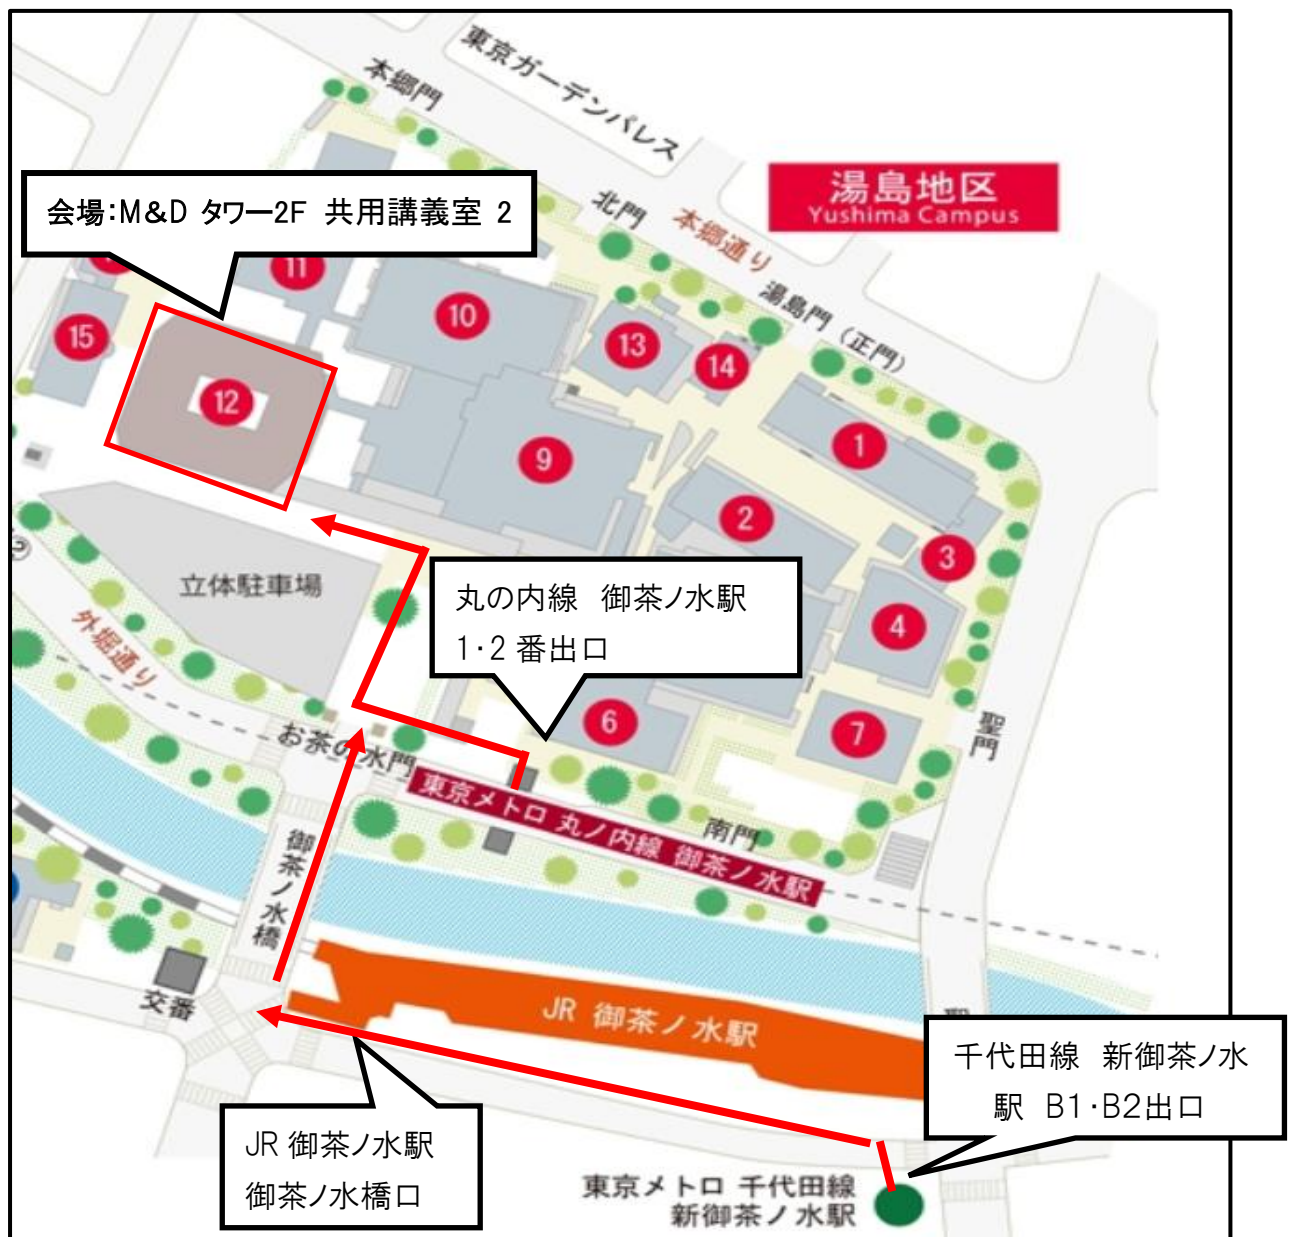 東京ガーデンパレス
本郷門
湯島地区
Yushima Campus
会場:M&D タワー2F 共用講義室 2
北門
本郷通り
湯島門（正門）
11
10
15
13
14
12
1
9
2
3
立体駐車場
丸の内線 御茶ノ水駅
1・2 番出口
4
外堀通り
6
7
聖門
お茶の水門
東京メトロ 丸ノ内線 御茶ノ水駅
南門
御茶ノ水橋
交番
JR 御茶ノ水駅
聖
千代田線 新御茶ノ水
駅 B1・B2出口
JR 御茶ノ水駅
御茶ノ水橋口
東京メトロ 千代田線
新御茶ノ水駅